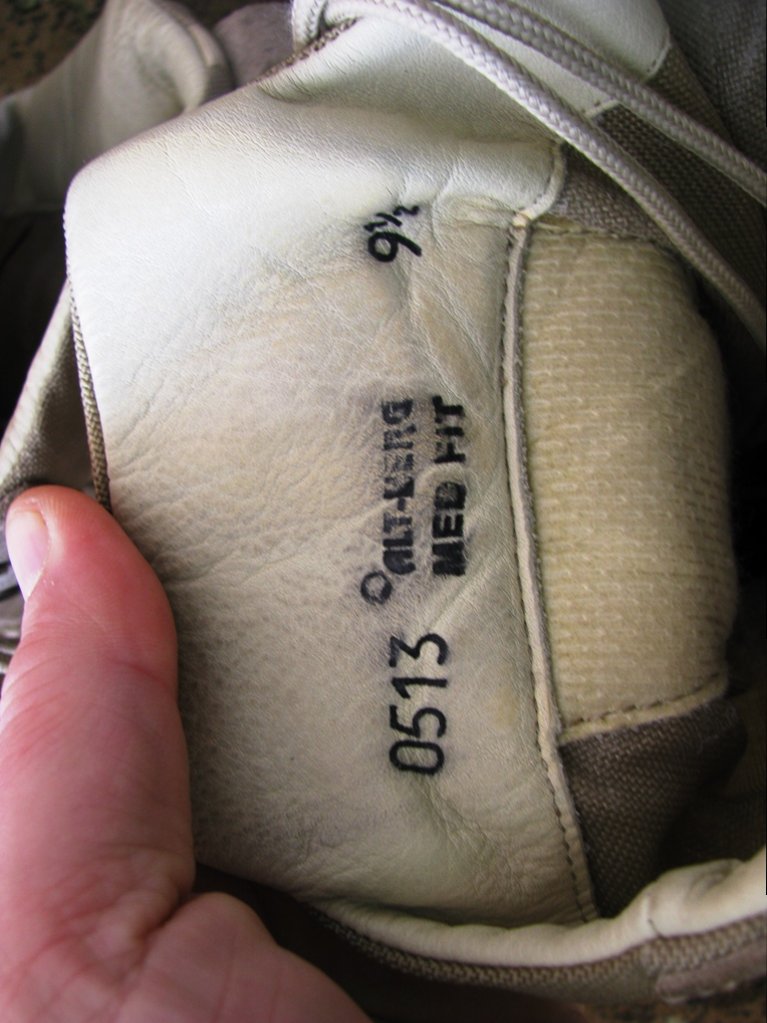 0513
ALT-BERG
MED FIT
9½